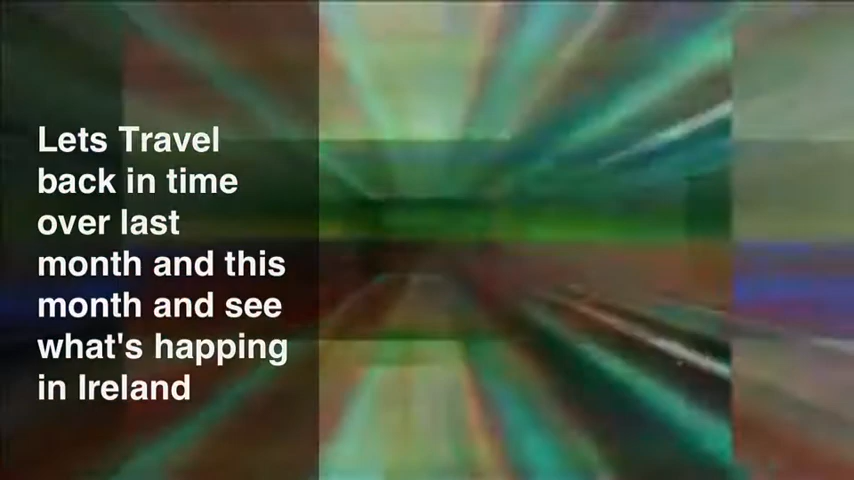 Lets Travel
back in time
over last
month and this
month and see
what's happing
in Ireland